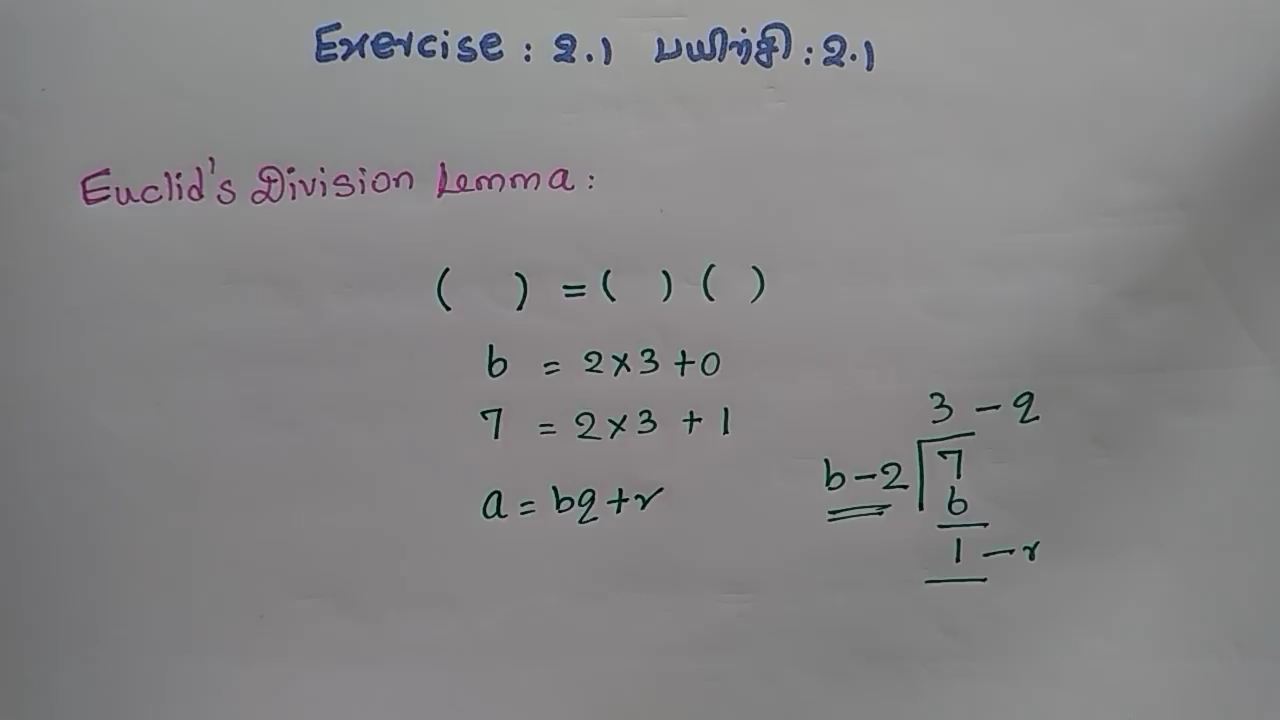 Exercise : 2.1 பயிற்சி : 2.1
Euclid's Division Lemma :
( ) = ( ) ( )
6 = 2×3+0
7 = 2×3 + 1
a = bq+r
3 - q
b-2 7
6
1 - r